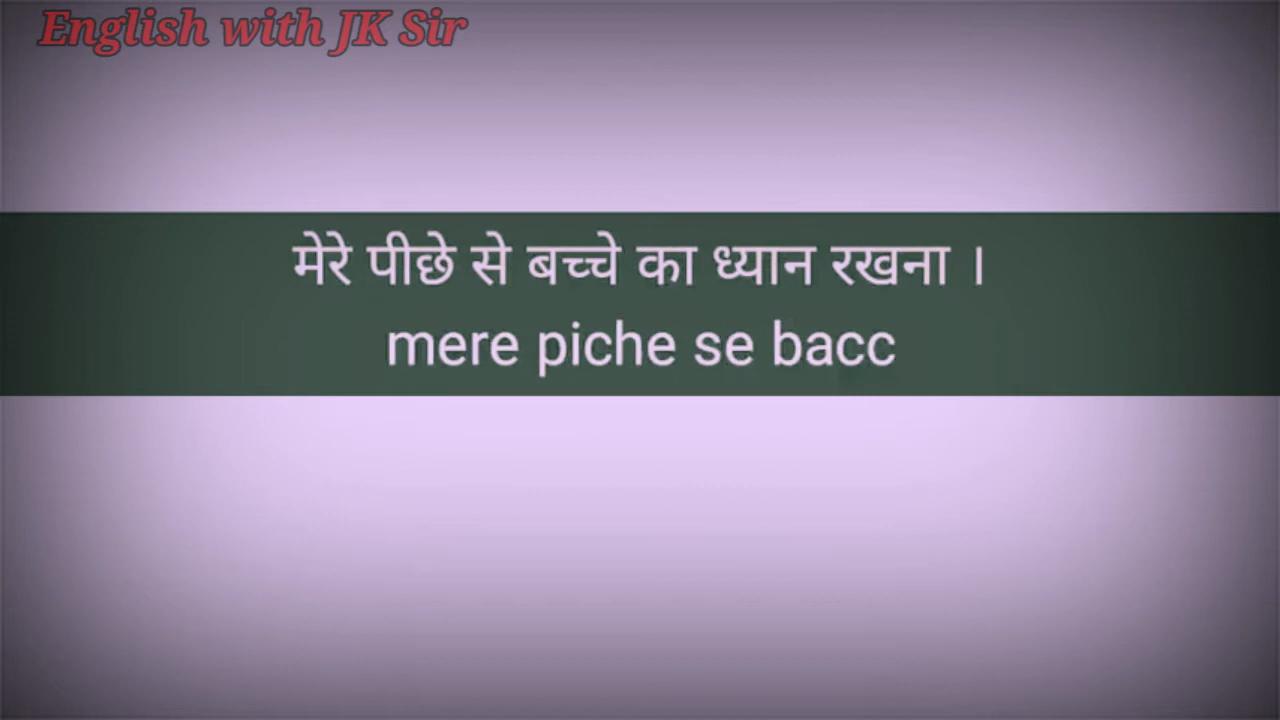 English with JK Sir
मेरे पीछे से बच्चे का ध्यान रखना ।
mere piche se bacc